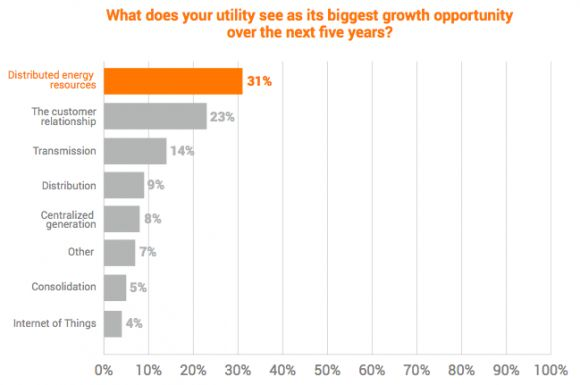 What does your utility see as its biggest growth opportunity
over the next five years?
Distributed energy
resources
31%
The customer
relationship
23%
Transmission
14%
Distribution
9%
Centralized
generation
8%
Other
7%
Consolidation
5%
Internet of Things
4%
0% 10% 20% 30% 40% 50% 60% 70% 80% 90% 100%